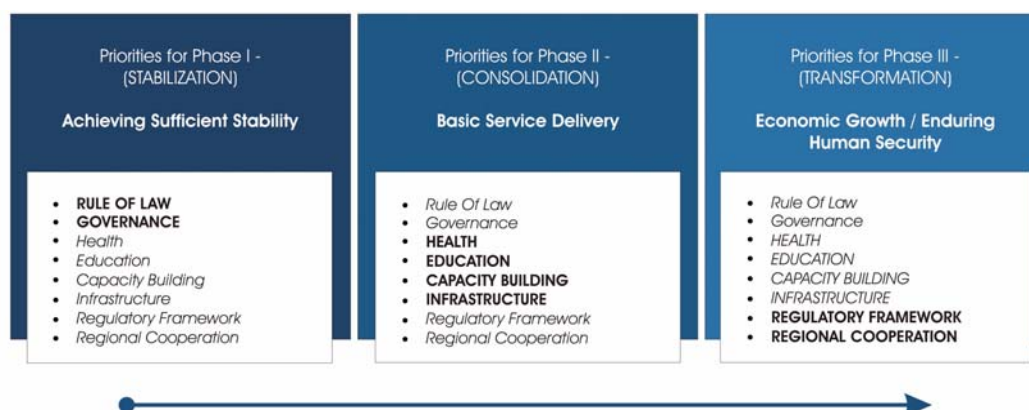 Priorities for Phase I -
(STABILIZATION)
Achieving Sufficient Stability
• RULE OF LAW
• GOVERNANCE
• Health
• Education
• Capacity Building
• Infrastructure
• Regulatory Framework
• Regional Cooperation
Priorities for Phase II -
(CONSOLIDATION)
Basic Service Delivery
• Rule Of Law
• Governance
• HEALTH
• EDUCATION
• CAPACITY BUILDING
• INFRASTRUCTURE
• Regulatory Framework
• Regional Cooperation
Priorities for Phase III -
(TRANSFORMATION)
Economic Growth / Enduring
Human Security
• Rule Of Law
• Governance
• HEALTH
• EDUCATION
• CAPACITY BUILDING
• INFRASTRUCTURE
• REGULATORY FRAMEWORK
• REGIONAL COOPERATION